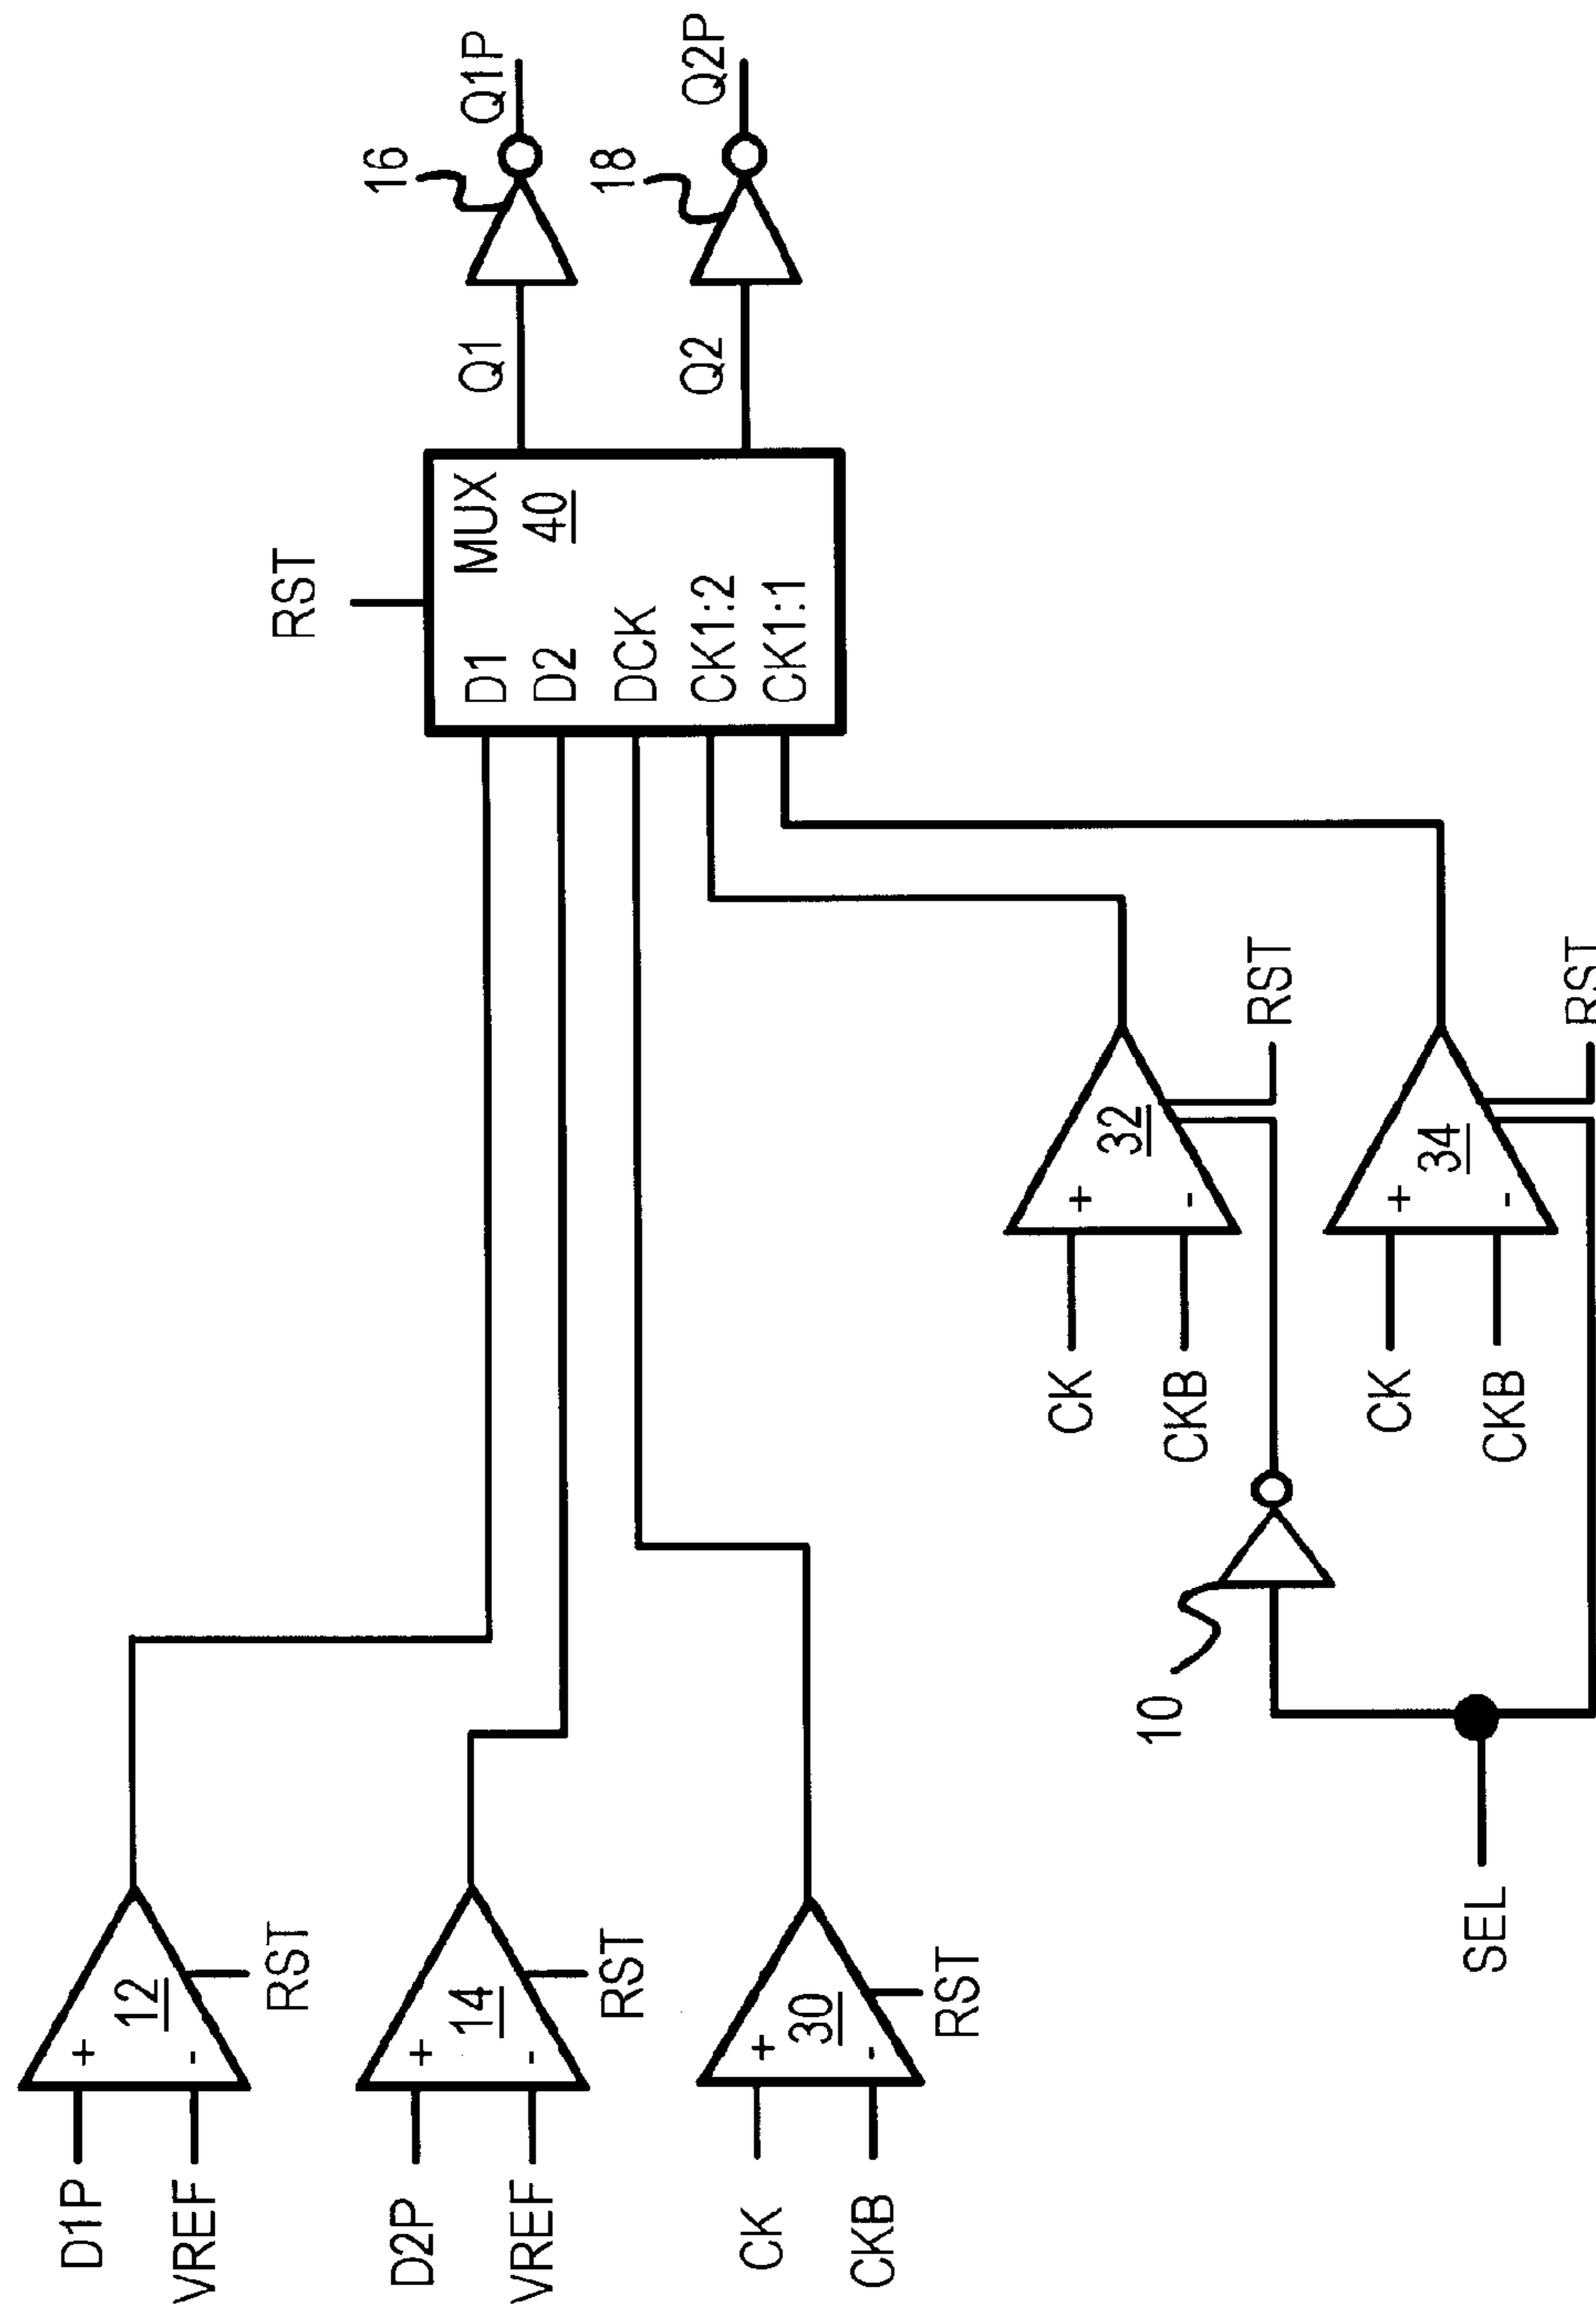 D1P
VREF
+
-
12
RST
D2P
VREF
+
-
14
RST
CK
CKB
+
-
30
RST
SEL
10
CK
CKB
+
-
32
RST
CK
CKB
+
-
34
RST
RST
D1
D2
DCK
CK1:2
CK1:1
MUX
40
Q1
16
Q1P
Q2
18
Q2P